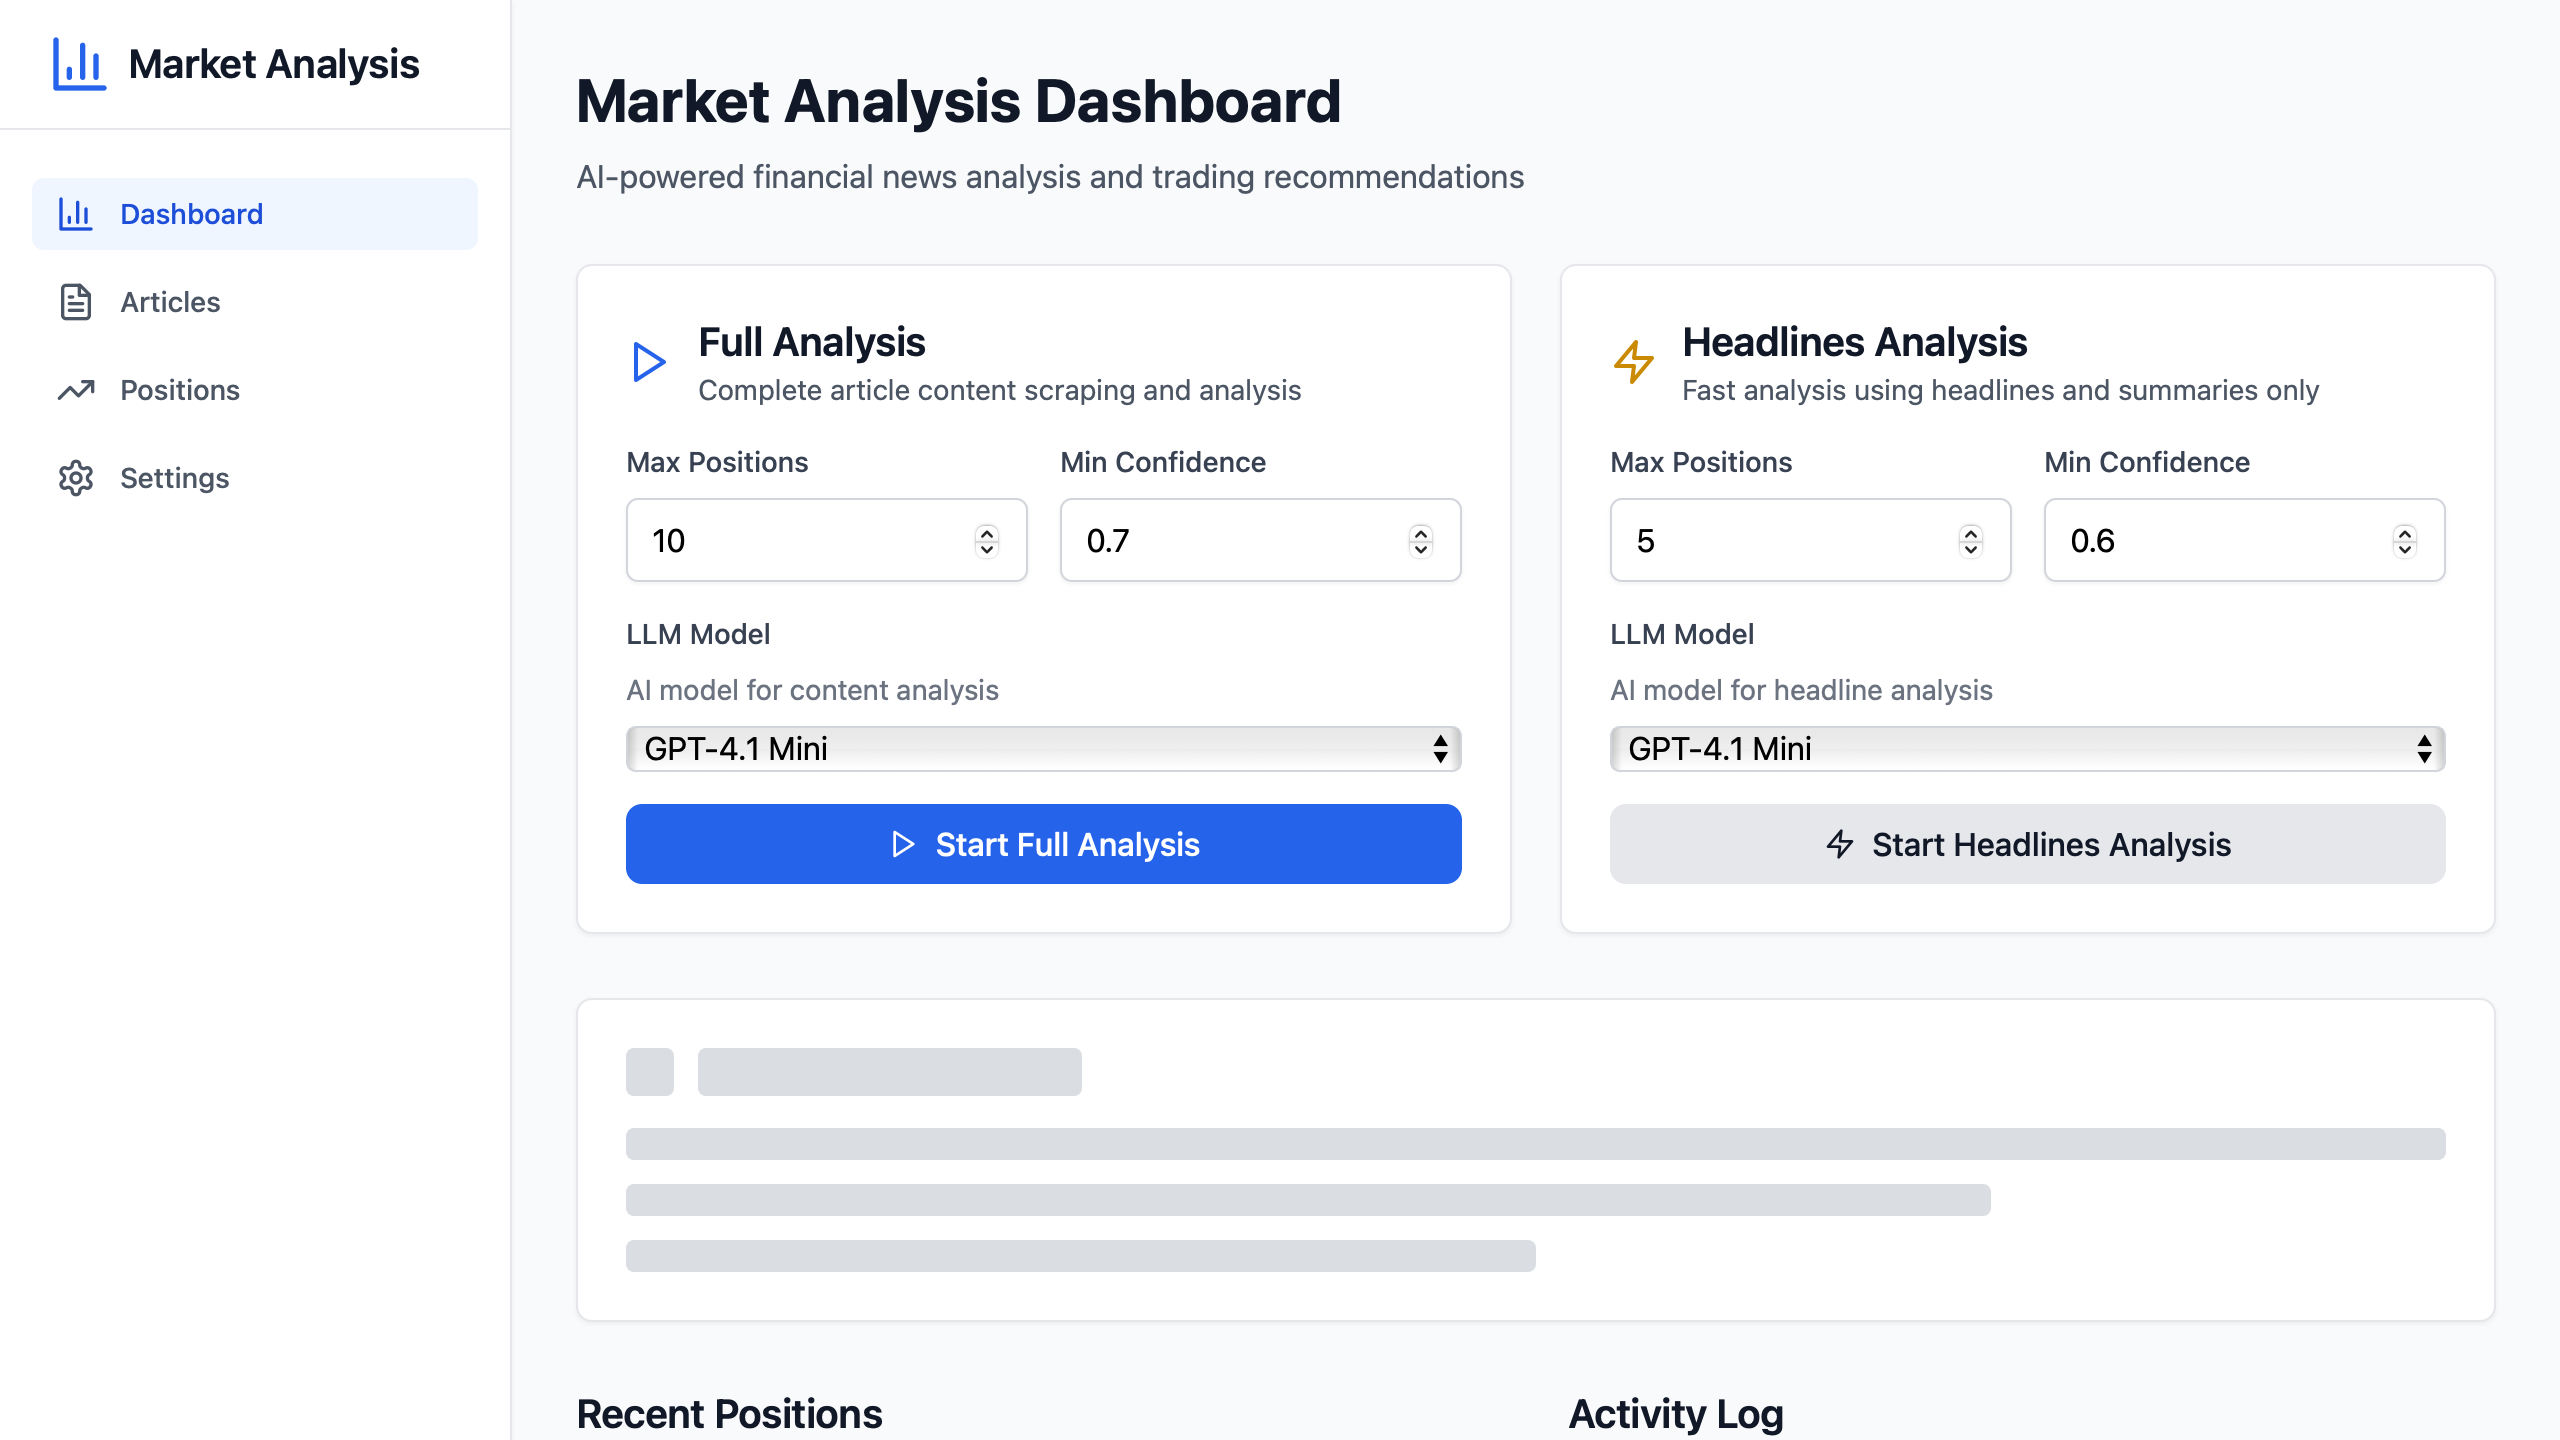 Market Analysis
Dashboard
Articles
Positions
Settings
Market Analysis Dashboard
AI-powered financial news analysis and trading recommendations
Full Analysis
Complete article content scraping and analysis
Max Positions
Min Confidence
10
0.7
LLM Model
AI model for content analysis
GPT-4.1 Mini
Start Full Analysis
Headlines Analysis
Fast analysis using headlines and summaries only
Max Positions
Min Confidence
5
0.6
LLM Model
AI model for headline analysis
GPT-4.1 Mini
Start Headlines Analysis
Recent Positions
Activity Log